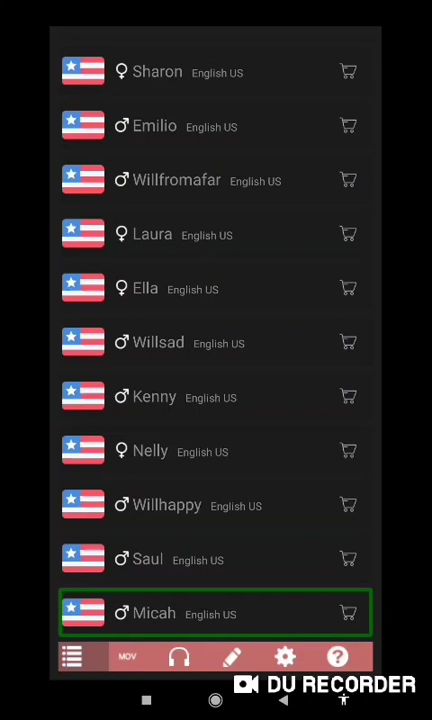 Sharon English US
Emilio English US
Willfromafar English US
Laura English US
Ella English US
Willsad English US
Kenny English US
Nelly English US
Willhappy English US
Saul English US
Micah English US
MOV
?
DU RECORDER